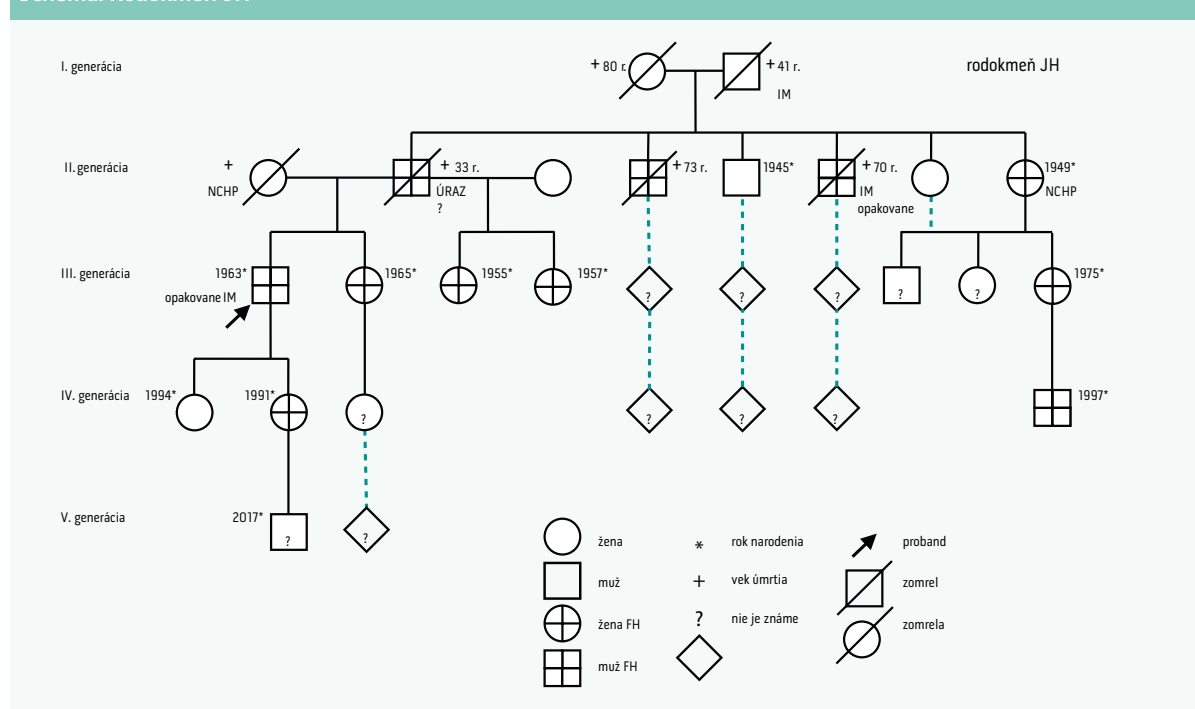 I. generácia
+ 80 r.
+ 41 r.
IM
rodokmeň JH
II. generácia
+
NCHP
+ 33 r.
ÚRAZ
?
+ 73 r.
1945*
+ 70 r.
IM
opakovane
1949*
NCHP
III. generácia
1963*
opakovane IM
1965*
1955*
1957*
?
?
?
?
?
1975*
IV. generácia
1994*
1991*
?
?
?
?
1997*
V. generácia
2017*
?
?
žena
muž
žena FH
muž FH
* rok narodenia
+ vek úmrtia
? nie je známe
proband
zomrel
zomrela